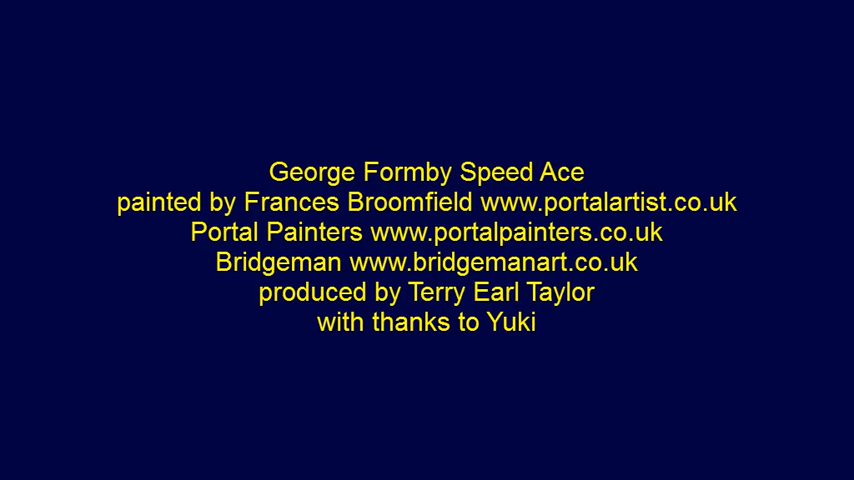 George Formby Speed Ace
painted by Frances Broomfield www.portalartist.co.uk
Portal Painters www.portalpainters.co.uk
Bridgeman www.bridgemanart.co.uk
produced by Terry Earl Taylor
with thanks to Yuki